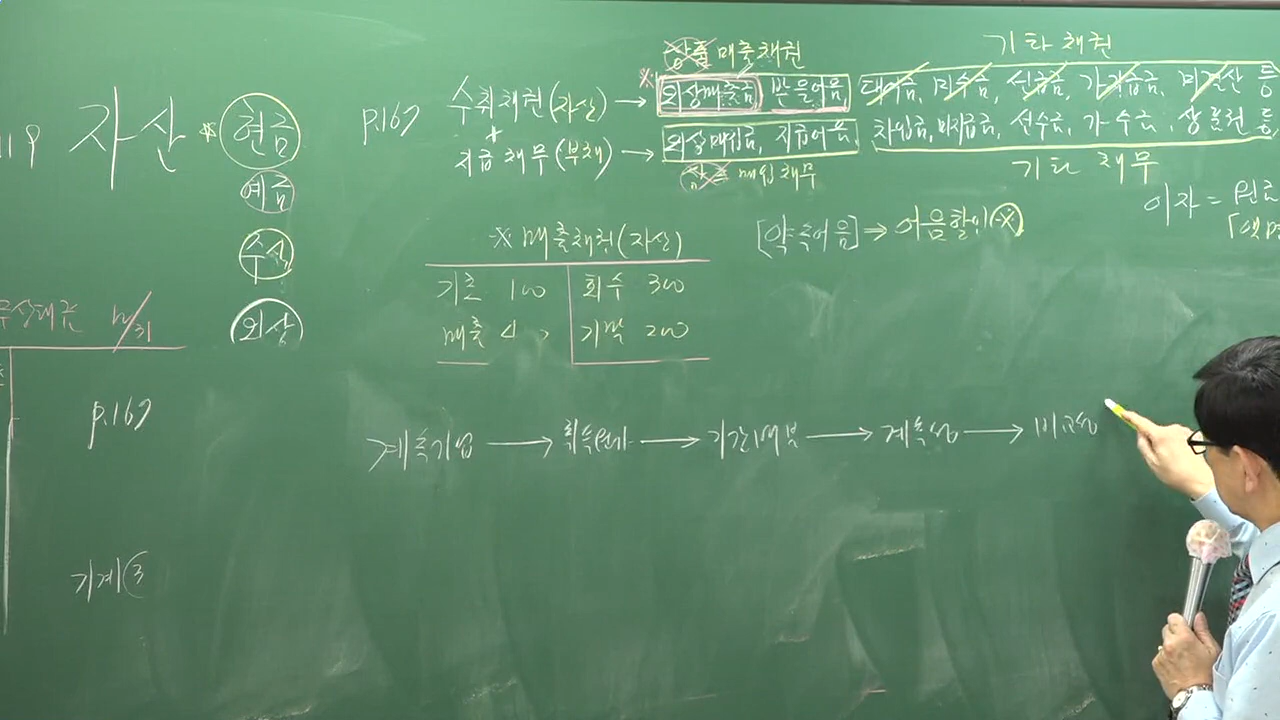 자산 * 현금
예금
주식
외상
12/31
p.167
기계
p.167
수취채권(자산) → 외상매출금 받을어음
+
지급채무(부채) → 외상매입금, 지급어음
매출채권
매입채무
기타채권
대여금, 미수금, 선급금, 가지급금, 미결산 등
차입금, 미지급금, 선수금, 가수금, 상품권 등
기타채무
이자 =
[약속어음] ⇒ 어음할인
매출채권(자산)
기초 100 회수 300
매출 기말 200
계속기업 → 취득원가 → 기간배분 → 계속성 →